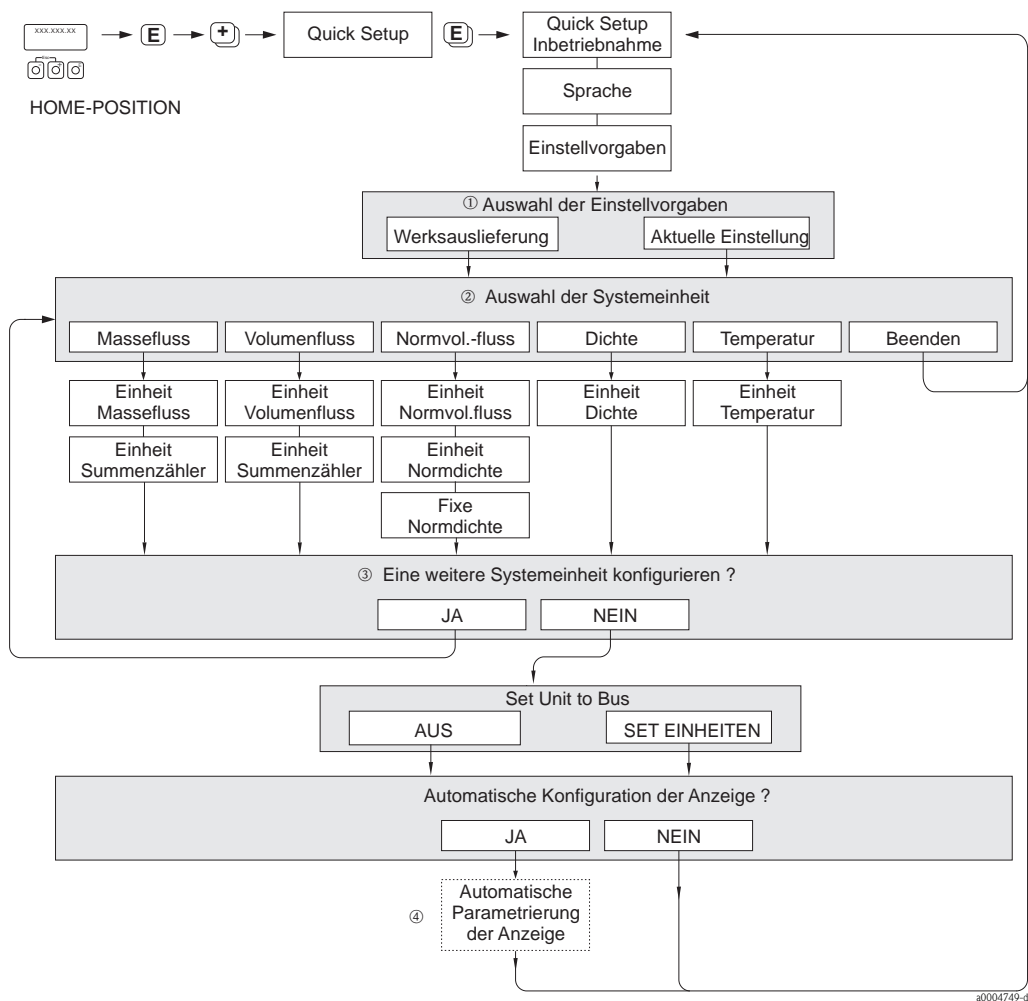 xxx.xxx.xx
Esc
- + E
E
+
Quick Setup
E
Quick Setup
Inbetriebnahme
HOME-POSITION
Sprache
Einstellvorgaben
① Auswahl der Einstellvorgaben
Werksauslieferung
Aktuelle Einstellung
② Auswahl der Systemeinheit
Massefluss
Volumenfluss
Normvol.-fluss
Dichte
Temperatur
Beenden
Einheit
Massefluss
Einheit
Volumenfluss
Einheit
Normvol.fluss
Einheit
Dichte
Einheit
Temperatur
Einheit
Summenzähler
Einheit
Summenzähler
Einheit
Normdichte
Fixe
Normdichte
③ Eine weitere Systemeinheit konfigurieren ?
JA
NEIN
Set Unit to Bus
AUS
SET EINHEITEN
Automatische Konfiguration der Anzeige ?
JA
NEIN
④
Automatische
Parametrierung
der Anzeige
a0004749-d